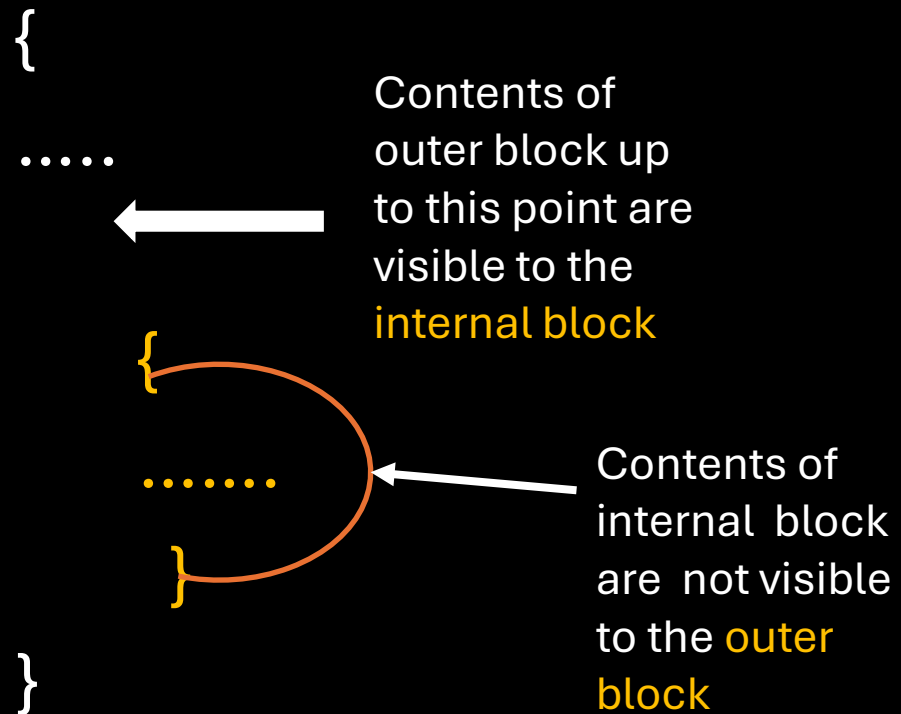 {
.....
Contents of
outer block up
to this point are
visible to the
internal block
{
.......
Contents of
internal block
are not visible
to the outer
block
}
}